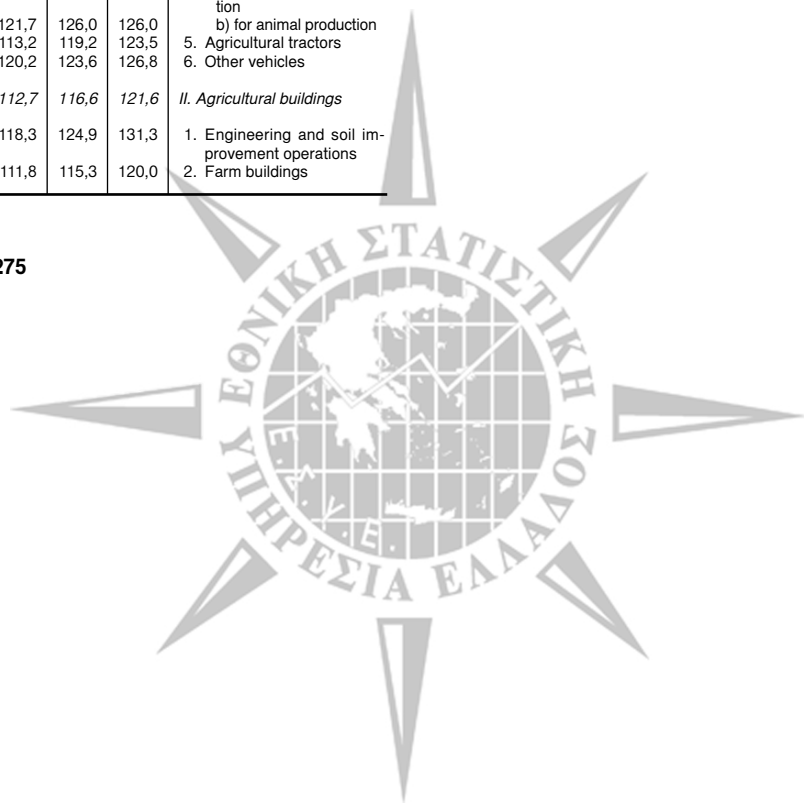 tion
121,7 126,0 126,0 b) for animal production
113,2 119,2 123,5 5. Agricultural tractors
120,2 123,6 126,8 6. Other vehicles
112,7 116,6 121,6 II. Agricultural buildings
118,3 124,9 131,3 1. Engineering and soil im-
provement operations
111,8 115,3 120,0 2. Farm buildings
275
ΕΘΝΙΚΗ ΣΤΑΤΙΣΤΙΚΗ
ΥΠΗΡΕΣΙΑ ΕΛΛΑΔΟΣ
Ε.Σ.Υ.Ε.